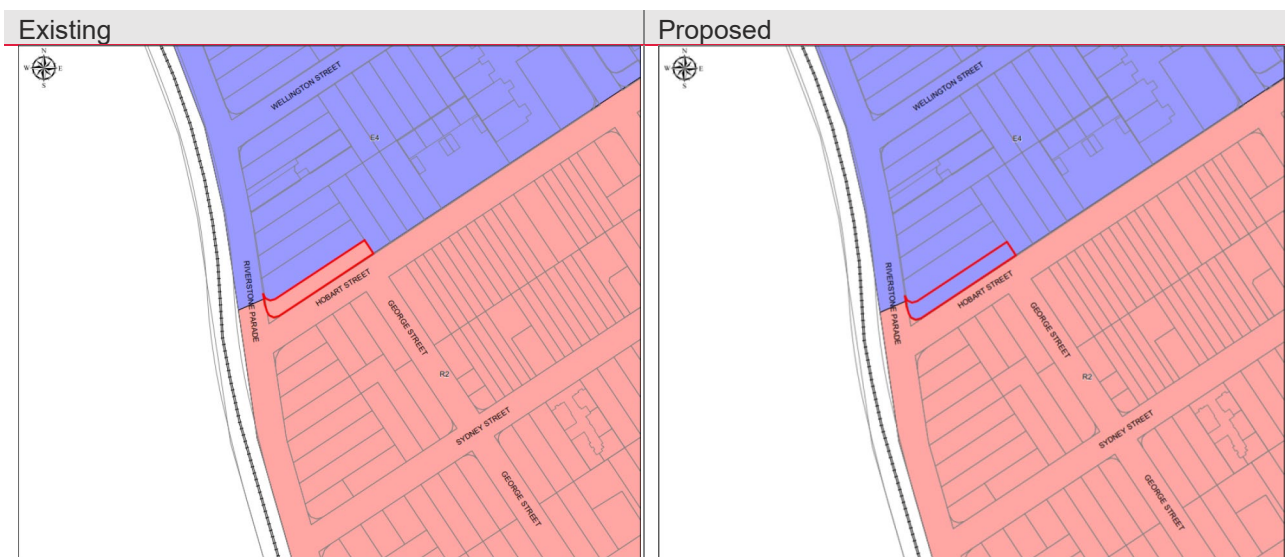 Existing
Proposed
N
W E
S
WELLINGTON STREET
E4
RIVERSTONE PARADE
HOBART STREET
GEORGE STREET
R2
SYDNEY STREET
GEORGE STREET
N
W E
S
WELLINGTON STREET
E4
RIVERSTONE PARADE
HOBART STREET
GEORGE STREET
R2
SYDNEY STREET
GEORGE STREET